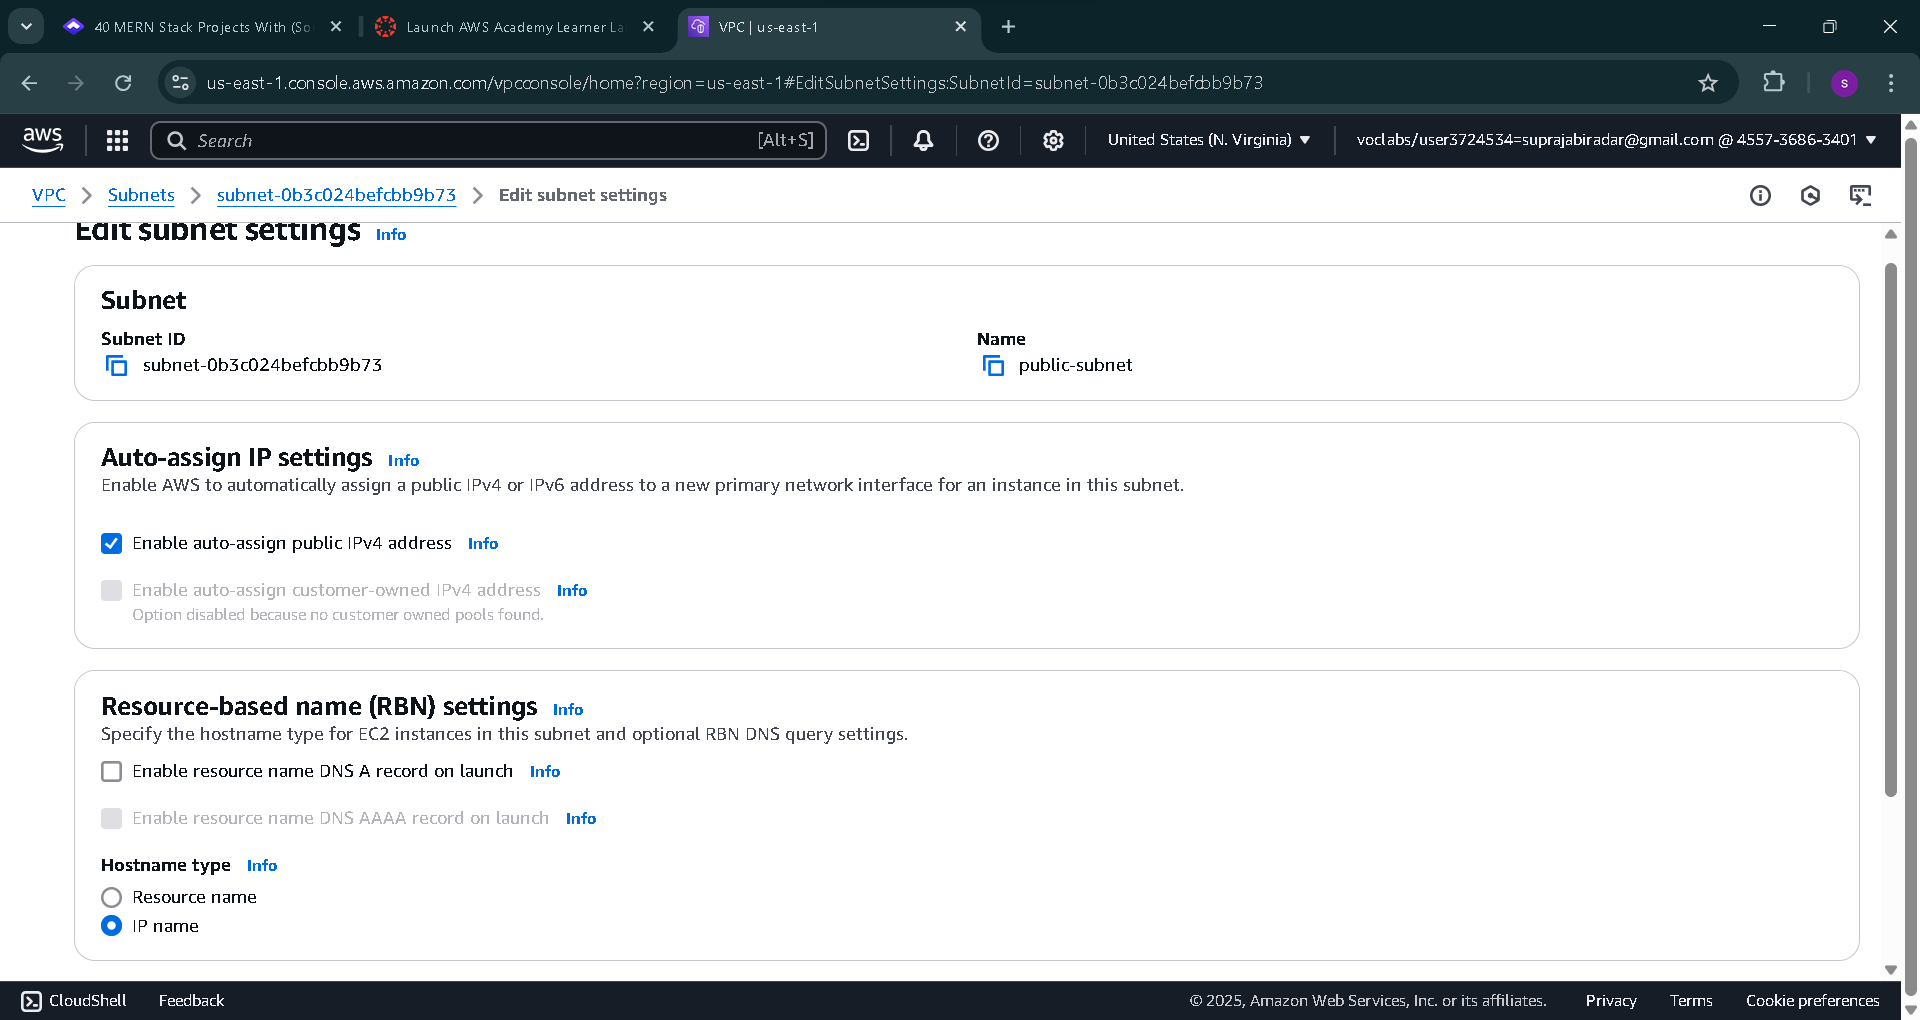 40 MERN Stack Projects With (So
Launch AWS Academy Learner La
VPC | us-east-1
us-east-1.console.aws.amazon.com/vpcconsole/home?region=us-east-1#EditSubnetSettings:SubnetId=subnet-0b3c024befcbb9b73
S
aws
Search
[Alt+S]
United States (N. Virginia)
voclabs/user3724534=suprajabiradar@gmail.com @ 4557-3686-3401
VPC
Subnets
subnet-0b3c024befcbb9b73
Edit subnet settings
Edit subnet settings Info
Subnet
Subnet ID
subnet-0b3c024befcbb9b73
Name
public-subnet
Auto-assign IP settings Info
Enable AWS to automatically assign a public IPv4 or IPv6 address to a new primary network interface for an instance in this subnet.
Enable auto-assign public IPv4 address Info
Enable auto-assign customer-owned IPv4 address Info
Option disabled because no customer owned pools found.
Resource-based name (RBN) settings Info
Specify the hostname type for EC2 instances in this subnet and optional RBN DNS query settings.
Enable resource name DNS A record on launch Info
Enable resource name DNS AAAA record on launch Info
Hostname type Info
Resource name
IP name
CloudShell
Feedback
© 2025, Amazon Web Services, Inc. or its affiliates.
Privacy
Terms
Cookie preferences